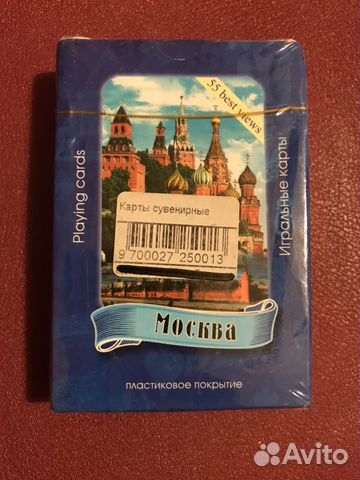 55 best views
Playing cards
Игральные карты
Карты сувенирные
9 700027 250013
Москва
пластиковое покрытие
Avito